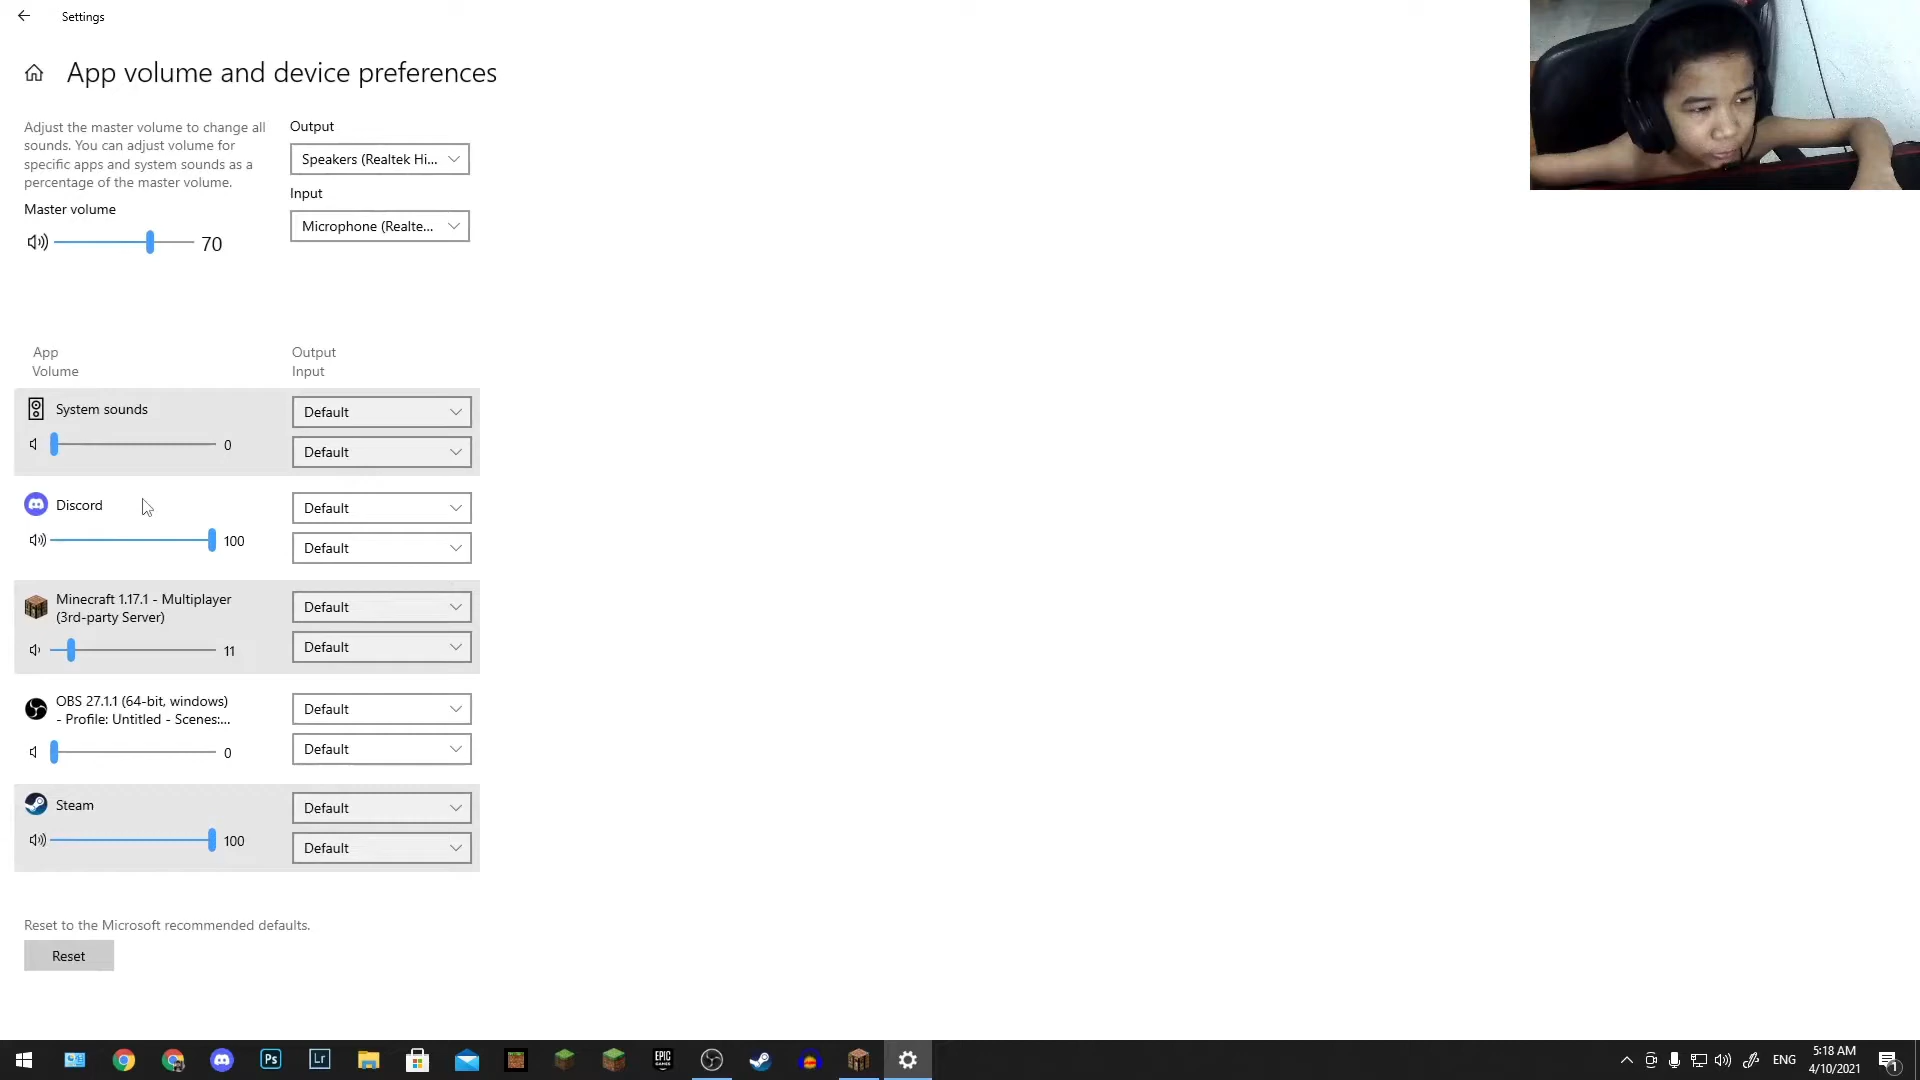 Settings
App volume and device preferences
Adjust the master volume to change all
sounds. You can adjust volume for
specific apps and system sounds as a
percentage of the master volume.
Master volume
70
Output
Speakers (Realtek Hi...
Input
Microphone (Realte...
App
Volume
Output
Input
System sounds
0
Default
Default
Discord
100
Default
Default
Minecraft 1.17.1 - Multiplayer
(3rd-party Server)
11
Default
Default
OBS 27.1.1 (64-bit, windows)
- Profile: Untitled - Scenes:...
0
Default
Default
Steam
100
Default
Default
Reset to the Microsoft recommended defaults.
Reset
Ps
Lr
EPIC
GAMES
ENG
5:18 AM
4/10/2021
1